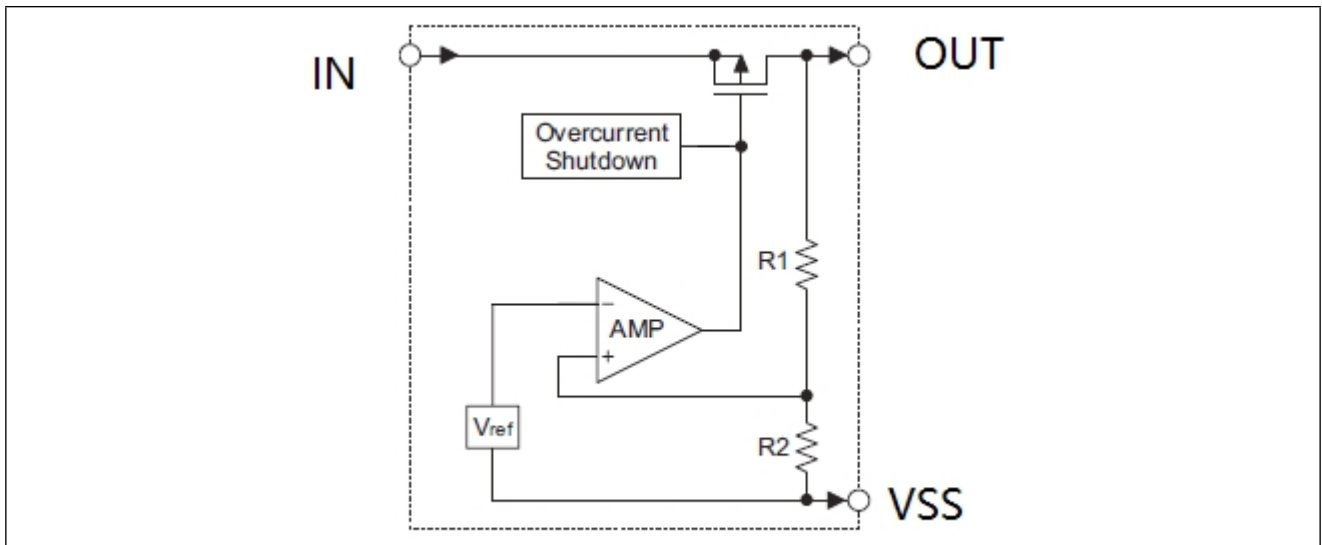 IN
OUT
Overcurrent
Shutdown
R1
−
AMP
+
Vref
R2
VSS